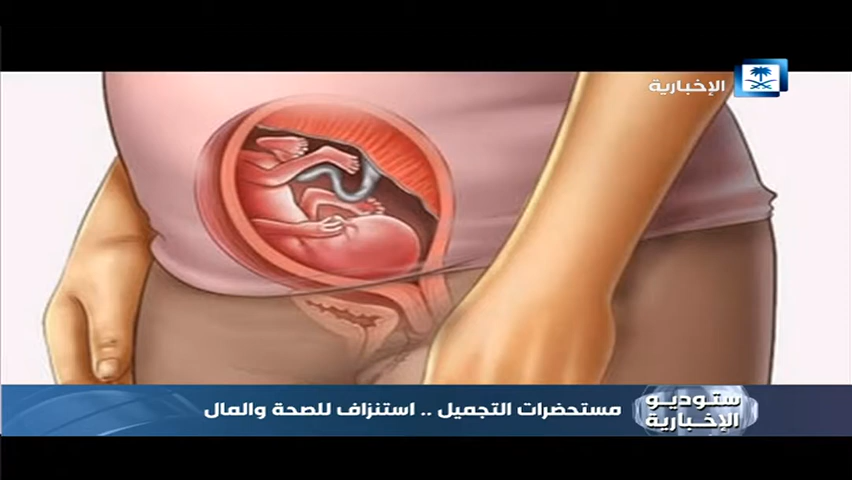 الإخبارية
مستحضرات التجميل .. استنزاف للصحة والمال
ستوديو
الإخبارية